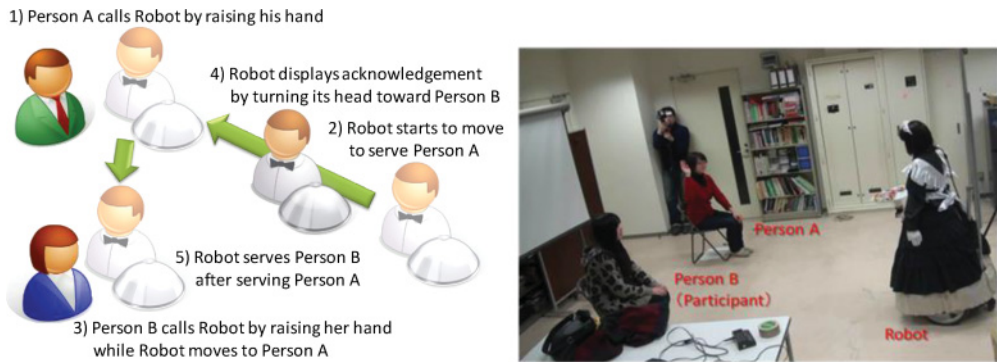 1) Person A calls Robot by raising his hand
4) Robot displays acknowledgement
by turning its head toward Person B
2) Robot starts to move
to serve Person A
5) Robot serves Person B
after serving Person A
3) Person B calls Robot by raising her hand
while Robot moves to Person A
Person A
Person B
（Participant）
Robot